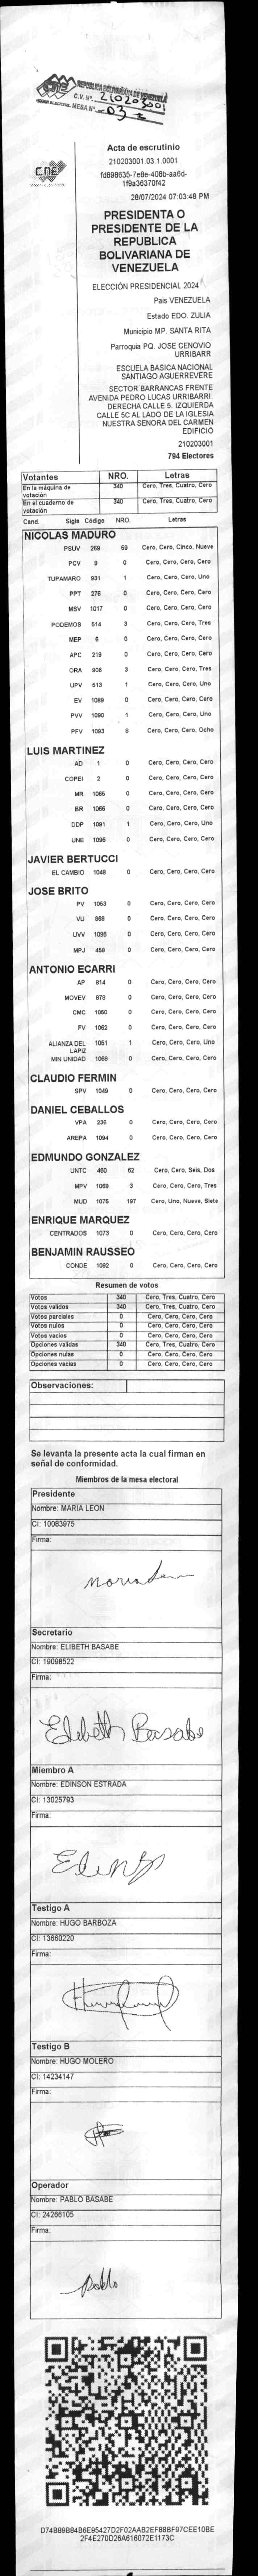 REPUBLICA BOLIVARIANA DE VENEZUELA
C.V. Nº. 210203001
PODER ELECTORAL MESA Nº. 03
CNE
Acta de escrutinio
210203001.03.1.0001
fd898635-7e8e-408b-aa6d-
1f9a36370f42
28/07/2024 07:03:48 PM
PRESIDENTA O
PRESIDENTE DE LA
REPUBLICA
BOLIVARIANA DE
VENEZUELA
ELECCIÓN PRESIDENCIAL 2024
Pais VENEZUELA
Estado EDO. ZULIA
Municipio MP. SANTA RITA
Parroquia PQ. JOSE CENOVIO
URRIBARR
ESCUELA BASICA NACIONAL
SANTIAGO AGUERREVERE
SECTOR BARRANCAS FRENTE
AVENIDA PEDRO LUCAS URRIBARRI.
DERECHA CALLE 5. IZQUIERDA
CALLE 5C AL LADO DE LA IGLESIA
NUESTRA SENORA DEL CARMEN
EDIFICIO
210203001
794 Electores
Votantes NRO. Letras
En la máquina de votación 340 Cero, Tres, Cuatro, Cero
En el cuaderno de votación 340 Cero, Tres, Cuatro, Cero
Cand. Sigla Código NRO. Letras
NICOLAS MADURO
PSUV 269 59 Cero, Cero, Cinco, Nueve
PCV 9 0 Cero, Cero, Cero, Cero
TUPAMARO 931 1 Cero, Cero, Cero, Uno
PPT 276 0 Cero, Cero, Cero, Cero
MSV 1017 0 Cero, Cero, Cero, Cero
PODEMOS 514 3 Cero, Cero, Cero, Tres
MEP 6 0 Cero, Cero, Cero, Cero
APC 219 0 Cero, Cero, Cero, Cero
ORA 906 3 Cero, Cero, Cero, Tres
UPV 613 1 Cero, Cero, Cero, Uno
EV 1089 0 Cero, Cero, Cero, Cero
PVV 1090 1 Cero, Cero, Cero, Uno
PFV 1093 8 Cero, Cero, Cero, Ocho
LUIS MARTINEZ
AD 1 0 Cero, Cero, Cero, Cero
COPEI 2 0 Cero, Cero, Cero, Cero
MR 1065 0 Cero, Cero, Cero, Cero
BR 1066 0 Cero, Cero, Cero, Cero
DDP 1091 1 Cero, Cero, Cero, Uno
UNE 1095 0 Cero, Cero, Cero, Cero
JAVIER BERTUCCI
EL CAMBIO 1048 0 Cero, Cero, Cero, Cero
JOSE BRITO
PV 1053 0 Cero, Cero, Cero, Cero
VU 868 0 Cero, Cero, Cero, Cero
UVV 1096 0 Cero, Cero, Cero, Cero
MPJ 458 0 Cero, Cero, Cero, Cero
ANTONIO ECARRI
AP 814 0 Cero, Cero, Cero, Cero
MOVEV 878 0 Cero, Cero, Cero, Cero
CMC 1050 0 Cero, Cero, Cero, Cero
FV 1052 0 Cero, Cero, Cero, Cero
ALIANZA DEL LAPIZ 1051 1 Cero, Cero, Cero, Uno
MIN UNIDAD 1068 0 Cero, Cero, Cero, Cero
CLAUDIO FERMIN
SPV 1049 0 Cero, Cero, Cero, Cero
DANIEL CEBALLOS
VPA 236 0 Cero, Cero, Cero, Cero
AREPA 1094 0 Cero, Cero, Cero, Cero
EDMUNDO GONZALEZ
UNTC 460 62 Cero, Cero, Seis, Dos
MPV 1059 3 Cero, Cero, Cero, Tres
MUD 1075 197 Cero, Uno, Nueve, Siete
ENRIQUE MARQUEZ
CENTRADOS 1073 0 Cero, Cero, Cero, Cero
BENJAMIN RAUSSEO
CONDE 1092 0 Cero, Cero, Cero, Cero
Resumen de votos
Votos 340 Cero, Tres, Cuatro, Cero
Votos validos 340 Cero, Tres, Cuatro, Cero
Votos parciales 0 Cero, Cero, Cero, Cero
Votos nulos 0 Cero, Cero, Cero, Cero
Votos vacios 0 Cero, Cero, Cero, Cero
Opciones validas 340 Cero, Tres, Cuatro, Cero
Opciones nulas 0 Cero, Cero, Cero, Cero
Opciones vacias 0 Cero, Cero, Cero, Cero
Observaciones:
Se levanta la presente acta la cual firman en
señal de conformidad.
Miembros de la mesa electoral
Presidente
Nombre: MARIA LEON
CI: 10083975
Firma:
Maria Leon
Secretario
Nombre: ELIBETH BASABE
CI: 19098522
Firma:
Elibeth Basabe
Miembro A
Nombre: EDINSON ESTRADA
CI: 13025793
Firma:
Testigo A
Nombre: HUGO BARBOZA
CI: 13660220
Firma:
Testigo B
Nombre: HUGO MOLERO
CI: 14234147
Firma:
Operador
Nombre: PABLO BASABE
CI: 24266105
Firma:
Pablo
D74B89B84B6E95427D2F02AAB2EF88BF97CEE10BE
2F4E270D26A616072E1173C